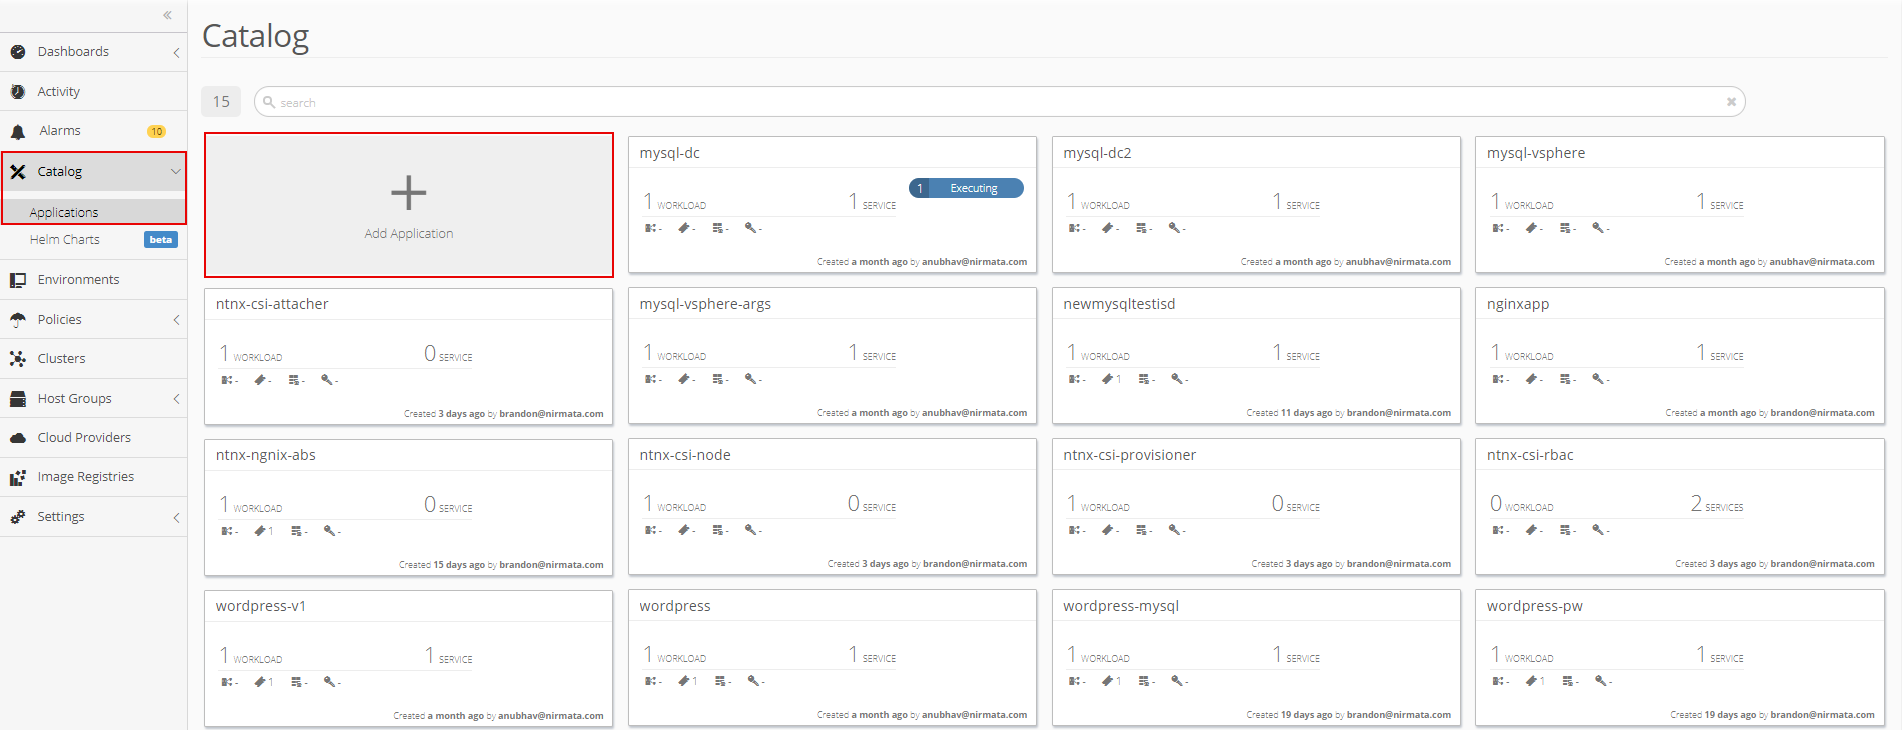 «
Dashboards
Activity
Alarms 10
Catalog
Applications
Helm Charts beta
Environments
Policies
Clusters
Host Groups
Cloud Providers
Image Registries
Settings
Catalog
15 search
Add Application
mysql-dc
1 Executing
1 WORKLOAD 1 SERVICE
- - - -
Created a month ago by anubhav@nirmata.com
mysql-dc2
1 WORKLOAD 1 SERVICE
- - - -
Created a month ago by anubhav@nirmata.com
mysql-vsphere
1 WORKLOAD 1 SERVICE
- - - -
Created a month ago by anubhav@nirmata.com
ntnx-csi-attacher
1 WORKLOAD 0 SERVICE
- - - -
Created 3 days ago by brandon@nirmata.com
mysql-vsphere-args
1 WORKLOAD 1 SERVICE
- - - -
Created a month ago by anubhav@nirmata.com
newmysqltestisd
1 WORKLOAD 1 SERVICE
- 1 - -
Created 11 days ago by brandon@nirmata.com
nginxapp
1 WORKLOAD 1 SERVICE
- - - -
Created a month ago by brandon@nirmata.com
ntnx-ngnix-abs
1 WORKLOAD 0 SERVICE
- 1 - -
Created 15 days ago by brandon@nirmata.com
ntnx-csi-node
1 WORKLOAD 0 SERVICE
- - - -
Created 3 days ago by brandon@nirmata.com
ntnx-csi-provisioner
1 WORKLOAD 0 SERVICE
- - - -
Created 3 days ago by brandon@nirmata.com
ntnx-csi-rbac
0 WORKLOAD 2 SERVICES
- - - -
Created 3 days ago by brandon@nirmata.com
wordpress-v1
1 WORKLOAD 1 SERVICE
- 1 - -
Created a month ago by anubhav@nirmata.com
wordpress
1 WORKLOAD 1 SERVICE
- 1 - -
Created a month ago by anubhav@nirmata.com
wordpress-mysql
1 WORKLOAD 1 SERVICE
- 1 - -
Created 19 days ago by brandon@nirmata.com
wordpress-pw
1 WORKLOAD 1 SERVICE
- 1 - -
Created 19 days ago by brandon@nirmata.com